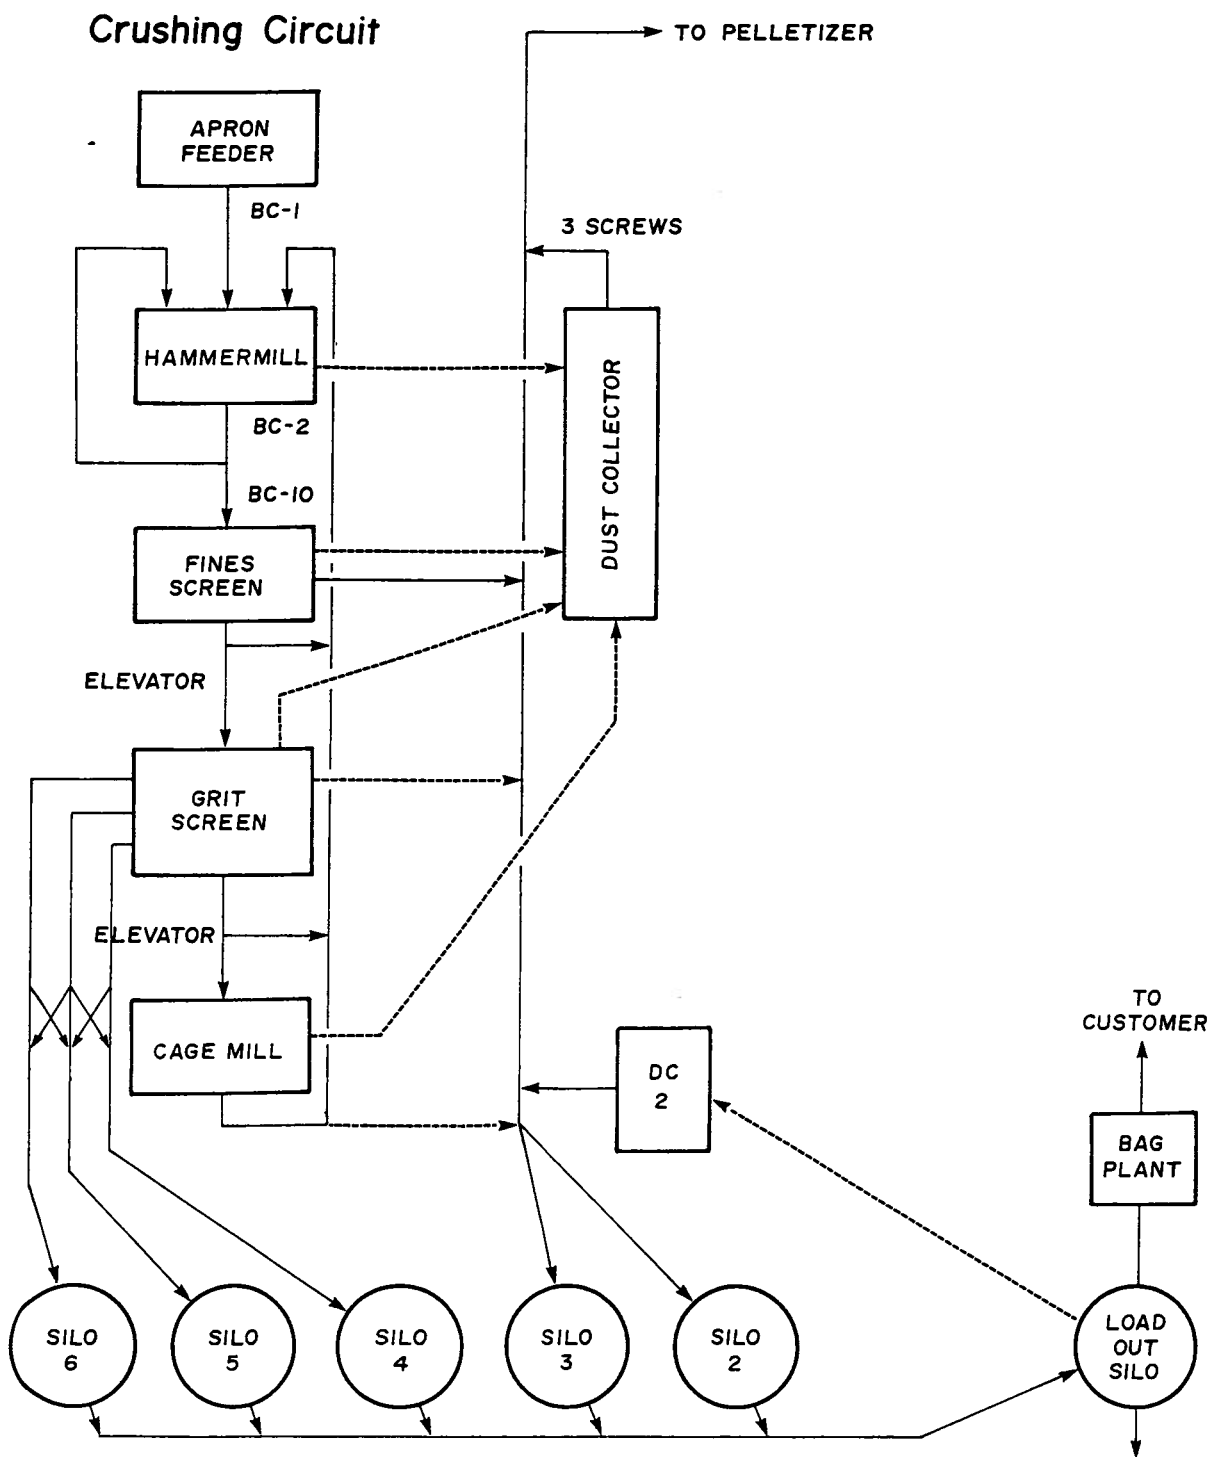 Crushing Circuit
TO PELLETIZER
APRON
FEEDER
BC-1
3 SCREWS
HAMMERMILL
DUST COLLECTOR
BC-2
BC-10
FINES
SCREEN
ELEVATOR
GRIT
SCREEN
ELEVATOR
CAGE MILL
DC
2
TO
CUSTOMER
BAG
PLANT
SILO
6
SILO
5
SILO
4
SILO
3
SILO
2
LOAD
OUT
SILO